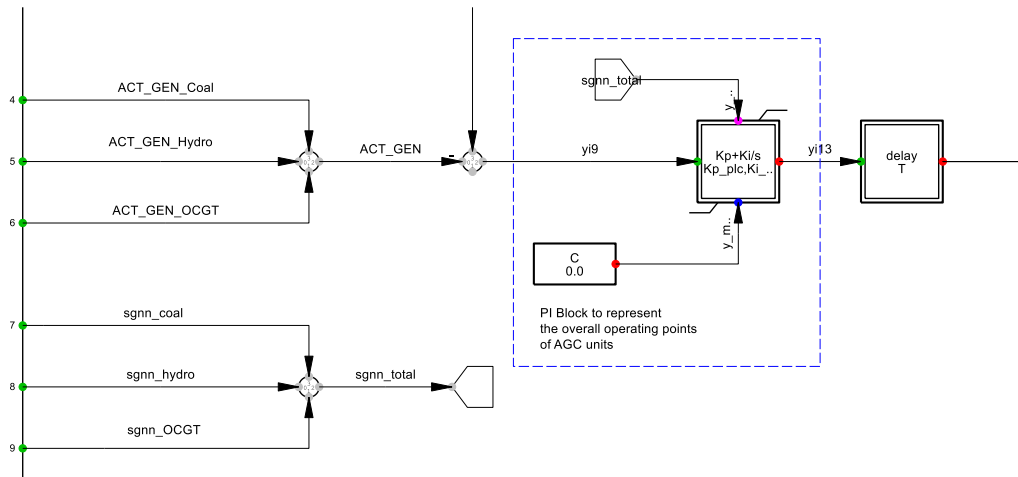 ACT_GEN_Coal
4
ACT_GEN_Hydro
5
ACT_GEN
-
ACT_GEN_OCGT
6
sgnn_total
y_..
yi9
Kp+Ki/s
Kp_plc,Ki_..
yi13
delay
T
y_m..
C
0.0
PI Block to represent
the overall operating points
of AGC units
sgnn_coal
7
sgnn_hydro
8
sgnn_total
sgnn_OCGT
9